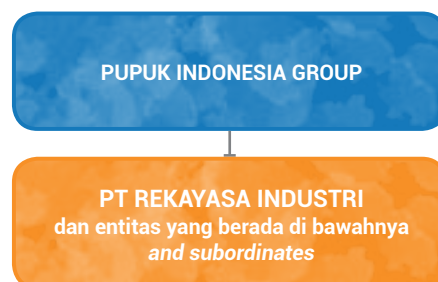 PUPUK INDONESIA GROUP
PT REKAYASA INDUSTRI
dan entitas yang berada di bawahnya
and subordinates